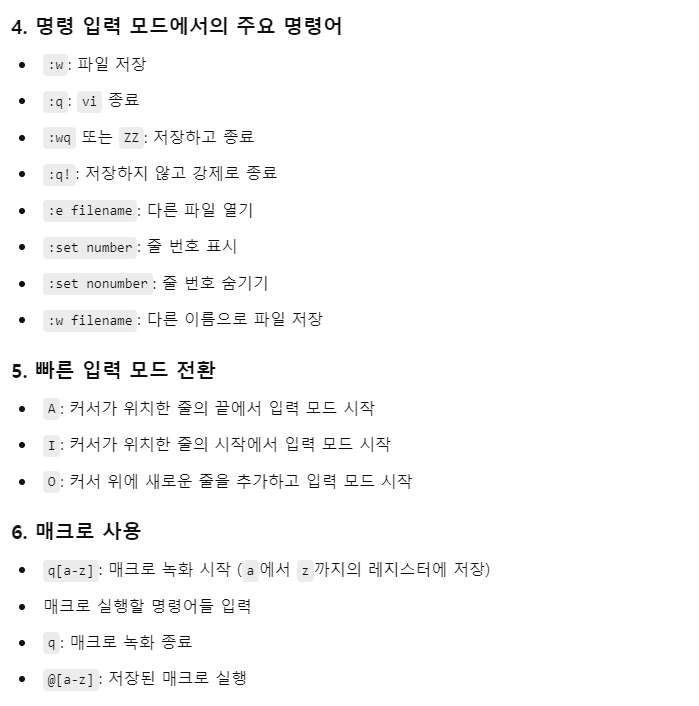 4. 명령 입력 모드에서의 주요 명령어
:w: 파일 저장
:q: vi 종료
:wq 또는 ZZ: 저장하고 종료
:q!: 저장하지 않고 강제로 종료
:e filename: 다른 파일 열기
:set number: 줄 번호 표시
:set nonumber: 줄 번호 숨기기
:w filename: 다른 이름으로 파일 저장
5. 빠른 입력 모드 전환
A: 커서가 위치한 줄의 끝에서 입력 모드 시작
I: 커서가 위치한 줄의 시작에서 입력 모드 시작
O: 커서 위에 새로운 줄을 추가하고 입력 모드 시작
6. 매크로 사용
q[a-z]: 매크로 녹화 시작 (a에서 z까지의 레지스터에 저장)
매크로 실행할 명령어들 입력
q: 매크로 녹화 종료
@[a-z]: 저장된 매크로 실행